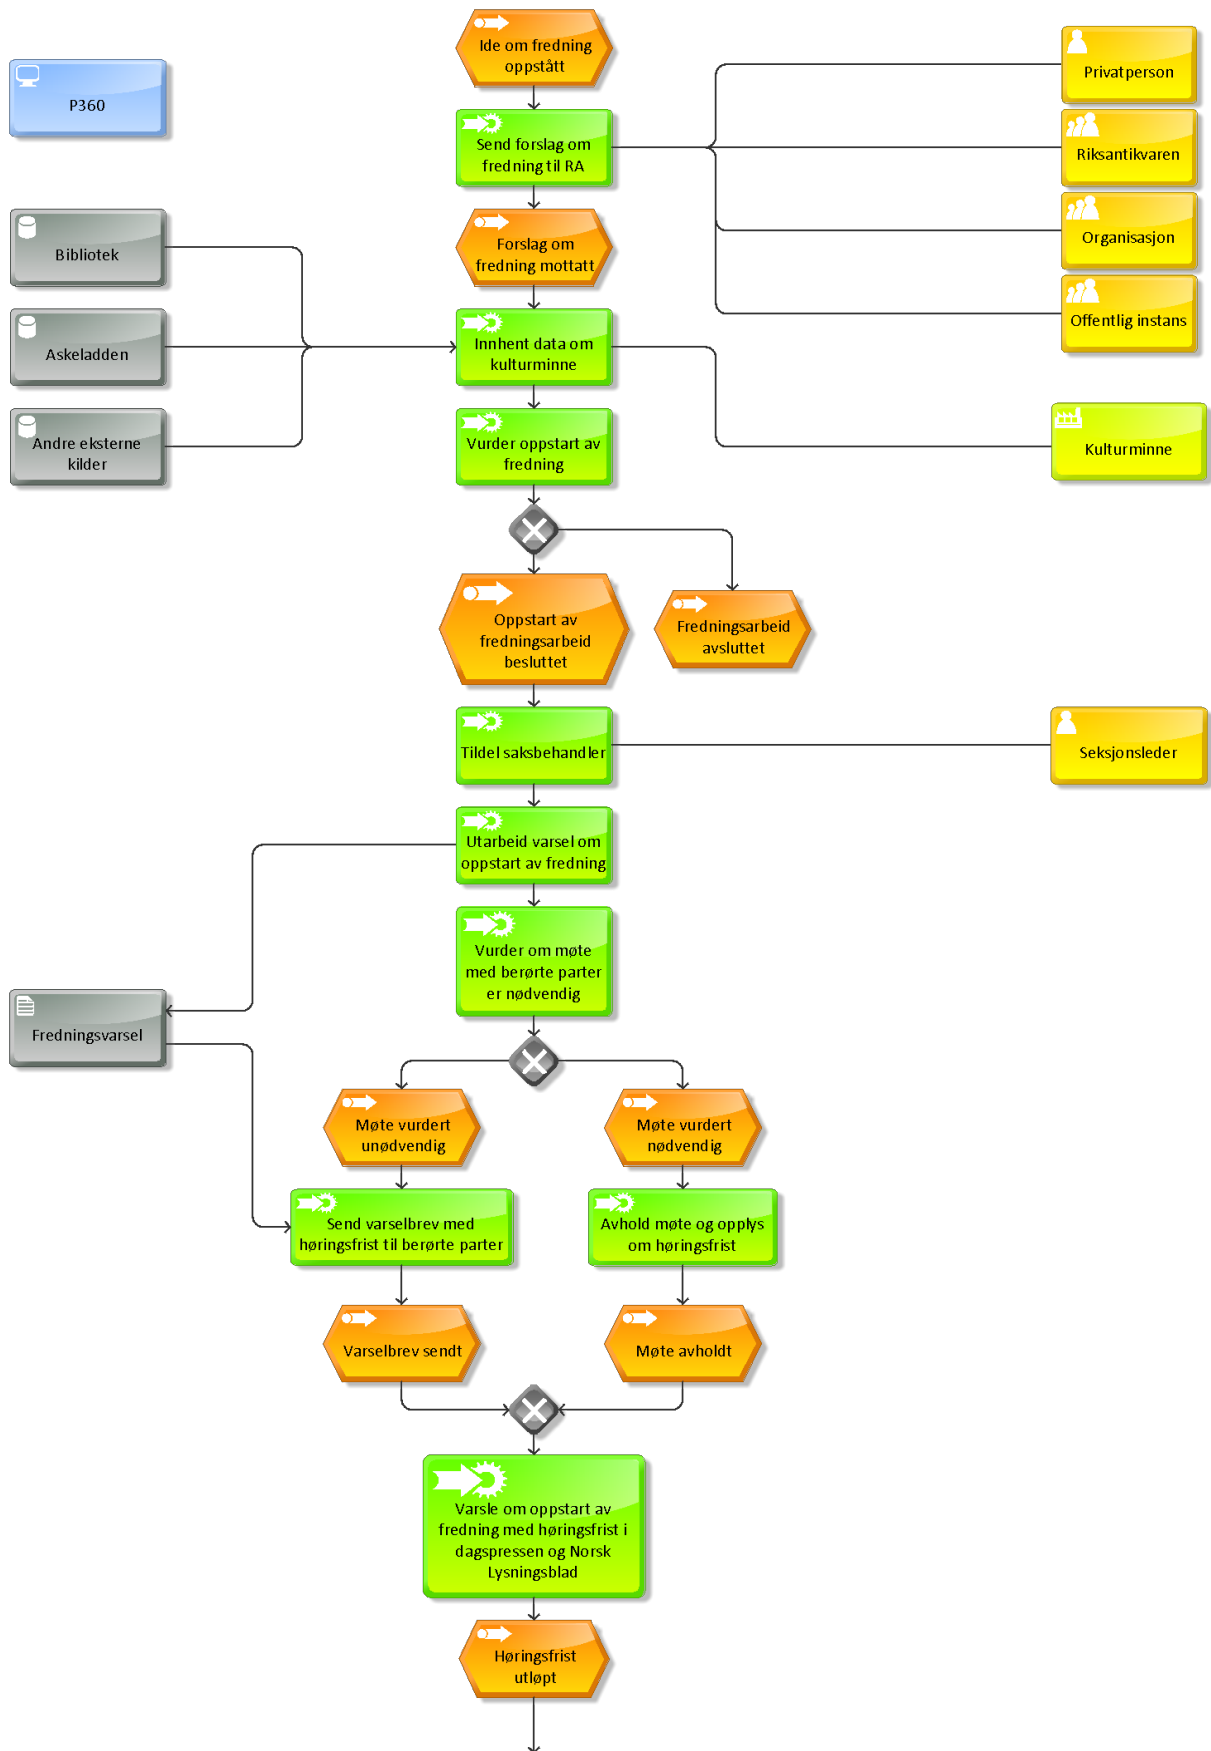 Ide om fredning
oppstått
Privatperson
P360
Send forslag om
fredning til RA
Riksantikvaren
Forslag om
fredning mottatt
Organisasjon
Bibliotek
Offentlig instans
Innhent data om
kulturminne
Askeladden
Vurder oppstart av
fredning
Andre eksterne
kilder
Kulturminne
Oppstart av
fredningsarbeid
besluttet
Fredningsarbeid
avsluttet
Tildel saksbehandler
Seksjonsleder
Utarbeid varsel om
oppstart av fredning
Vurder om møte
med berørte parter
er nødvendig
Fredningsvarsel
Møte vurdert
unødvendig
Møte vurdert
nødvendig
Send varselbrev med
høringsfrist til berørte parter
Avhold møte og opplys
om høringsfrist
Varselbrev sendt
Møte avholdt
Varsle om oppstart av
fredning med høringsfrist i
dagspressen og Norsk
Lysningsblad
Høringsfrist
utløpt